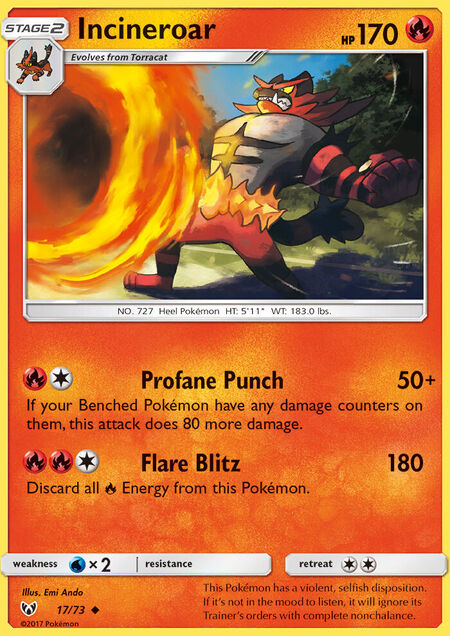 STAGE2 Incineroar HP 170
Evolves from Torracat
NO. 727 Heel Pokémon HT: 5'11" WT: 183.0 lbs.
Profane Punch 50+
If your Benched Pokémon have any damage counters
on them, this attack does 80 more damage.
Flare Blitz 180
Discard all Energy from this Pokémon.
weakness ×2 resistance retreat
Illus. Emi Ando
17/73
©2017 Pokémon
This Pokémon has a violent, selfish disposition.
If it's not in the mood to listen, it will ignore its
Trainer's orders with complete nonchalance.